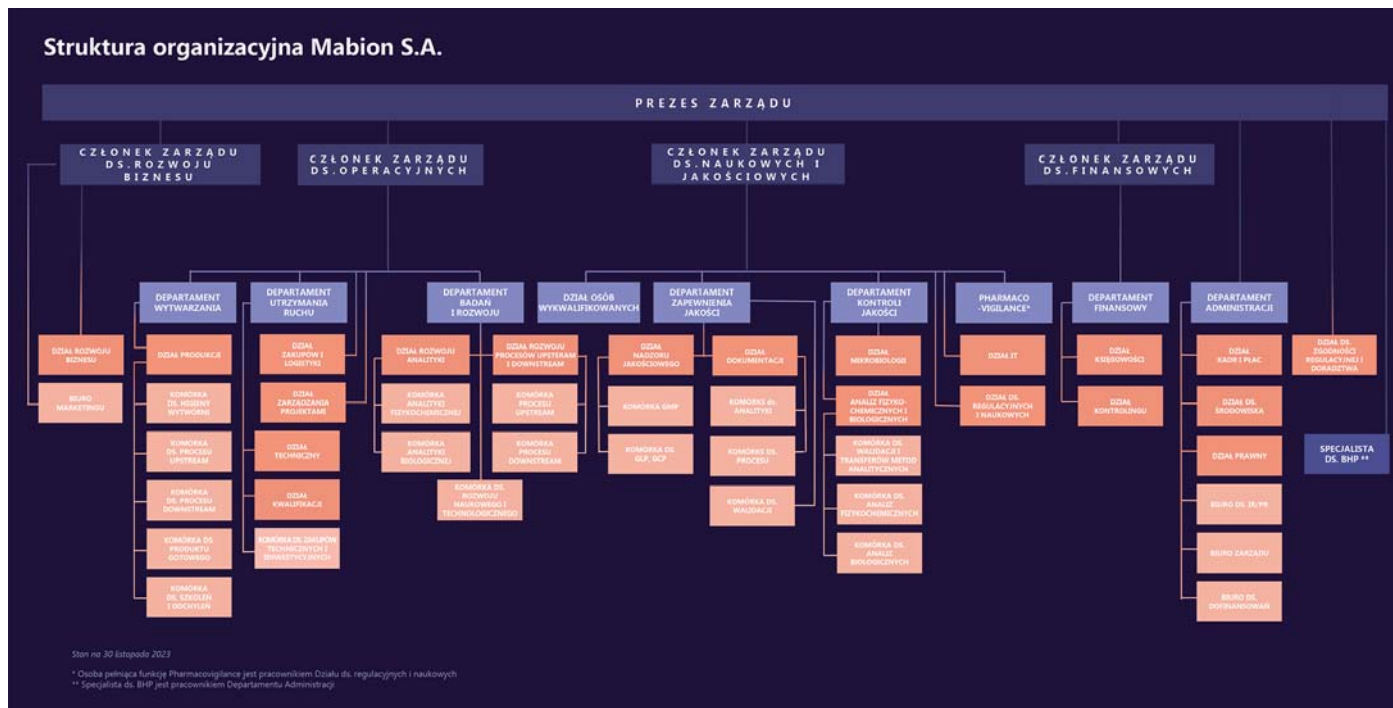 Struktura organizacyjna Mabion S.A.
PREZES ZARZĄDU
CZŁONEK ZARZĄDU
DS.ROZWOJU
BIZNESU
CZŁONEK ZARZĄDU
DS.OPERACYJNYCH
CZŁONEK ZARZĄDU
DS.NAUKOWYCH I
JAKOŚCIOWYCH
CZŁONEK ZARZĄDU
DS.FINANSOWYCH
DEPARTAMENT
WYTWARZANIA
DEPARTAMENT
UTRZYMANIA
RUCHU
DEPARTAMENT
BADAŃ
I ROZWOJU
DZIAŁ OSÓB
WYKWALIFIKOWANYCH
DEPARTAMENT
ZAPEWNIENIA
JAKOŚCI
DEPARTAMENT
KONTROLI
JAKOŚCI
PHARMACO
-VIGILANCE*
DEPARTAMENT
FINANSOWY
DEPARTAMENT
ADMINISTRACJI
DZIAŁ ROZWOJU
BIZNESU
BIURO
MARKETINGU
DZIAŁ PRODUKCJI
KOMÓRKA
DS. HIGIENY
WYTWÓRNI
KOMÓRKA
DS. PROCESU
UPSTREAM
KOMÓRKA
DS. PROCESU
DOWNSTREAM
KOMÓRKA DS.
PRODUKTU
GOTOWEGO
KOMÓRKA
DS. SZKOLEŃ
I ODCHYLEŃ
DZIAŁ
ZAKUPÓW I
LOGISTYKI
DZIAŁ
ZARZĄDZANIA
PROJEKTAMI
DZIAŁ
TECHNICZNY
DZIAŁ
KWALIFIKACJI
KOMÓRKA DS. ZAKUPÓW
TECHNICZNYCH I
INWESTYCYJNYCH
DZIAŁ ROZWOJU
ANALITYKI
KOMÓRKA
ANALITYKI
FIZYKOCHEMICZNEJ
KOMÓRKA
ANALITYKI
BIOLOGICZNEJ
KOMÓRKA DS.
ROZWOJU
NAUKOWEGO I
TECHNOLOGICZNEGO
DZIAŁ ROZWOJU
PROCESÓW UPSTERAM
I DOWNSTREAM
KOMÓRKA
PROCESU
UPSTREAM
KOMÓRKA
PROCESU
DOWNSTREAM
DZIAŁ
NADZORU
JAKOŚCIOWEGO
KOMÓRKA GMP
KOMÓRKA DS.
GLP, GCP
DZIAŁ
DOKUMENTACJI
KOMÓRKS ds.
ANALITYKI
KOMÓRKA DS.
PROCESU
KOMÓRKA DS.
WALIDACJI
DZIAŁ
MIKROBIOLOGII
DZIAŁ
ANALIZ FIZYKO-
CHEMICZNYCH I
BIOLOGICZNYCH
KOMÓRKA DS.
WALIDACJI I
TRANSFERÓW METOD
ANALITYCZNYCH
KOMÓRKA DS.
ANALIZ
FIZYKOCHEMICZNYCH
KOMÓRKA DS.
ANALIZ
BIOLOGICZNYCH
DZIAŁ IT
DZIAŁ DS.
REGULACYJNYCH
I NAUKOWYCH
DZIAŁ
KSIĘGOWOŚCI
DZIAŁ
KONTROLINGU
DZIAŁ
KADR I PŁAC
DZIAŁ DS.
ŚRODOWISKA
DZIAŁ PRAWNY
BIURO DS. IR/PR
BIURO ZARZĄDU
BIURO DS.
DOFINANSOWAŃ
DZIAŁ DS.
ZGODNOŚCI
REGULACYJNEJ I
DORADZTWA
SPECJALISTA
DS. BHP **
Stan na 30 listopada 2023
* Osoba pełniąca funkcję Pharmacovigilance jest pracownikiem Działu ds. regulacyjnych i naukowych
** Specjalista ds. BHP jest pracownikiem Departamentu Administracji